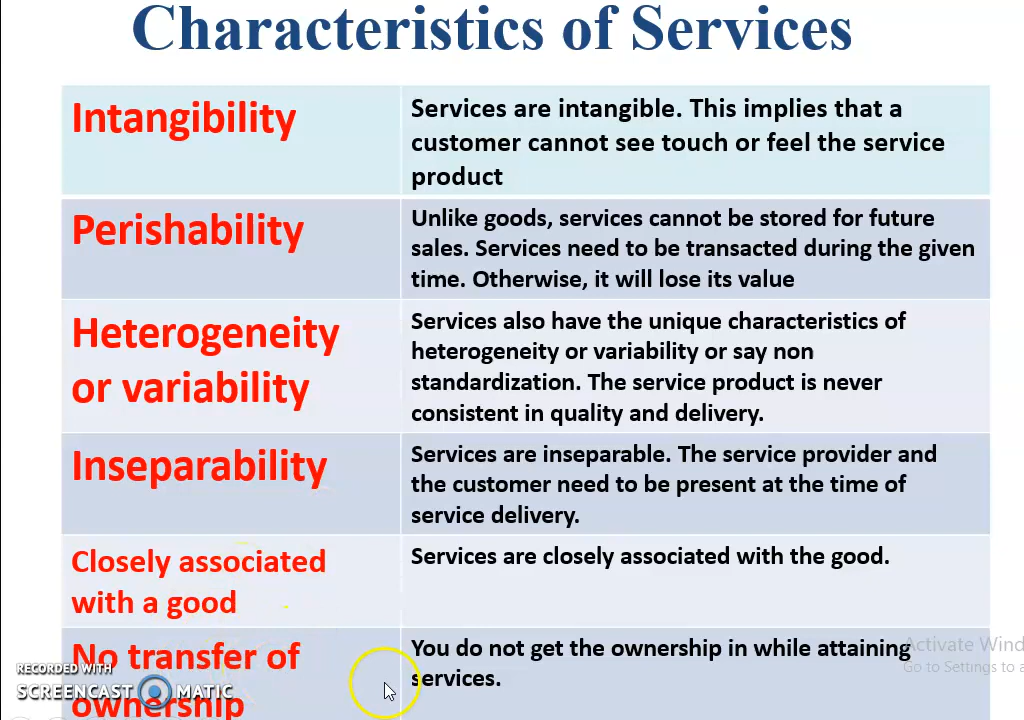 Characteristics of Services
Intangibility
Services are intangible. This implies that a
customer cannot see touch or feel the service
product
Perishability
Unlike goods, services cannot be stored for future
sales. Services need to be transacted during the given
time. Otherwise, it will lose its value
Heterogeneity
or variability
Services also have the unique characteristics of
heterogeneity or variability or say non
standardization. The service product is never
consistent in quality and delivery.
Inseparability
Services are inseparable. The service provider and
the customer need to be present at the time of
service delivery.
Closely associated
with a good
Services are closely associated with the good.
No transfer of
ownership
You do not get the ownership in while attaining
services.
Activate Wind
Go to Settings to a
RECORDED WITH
SCREENCAST MATIC